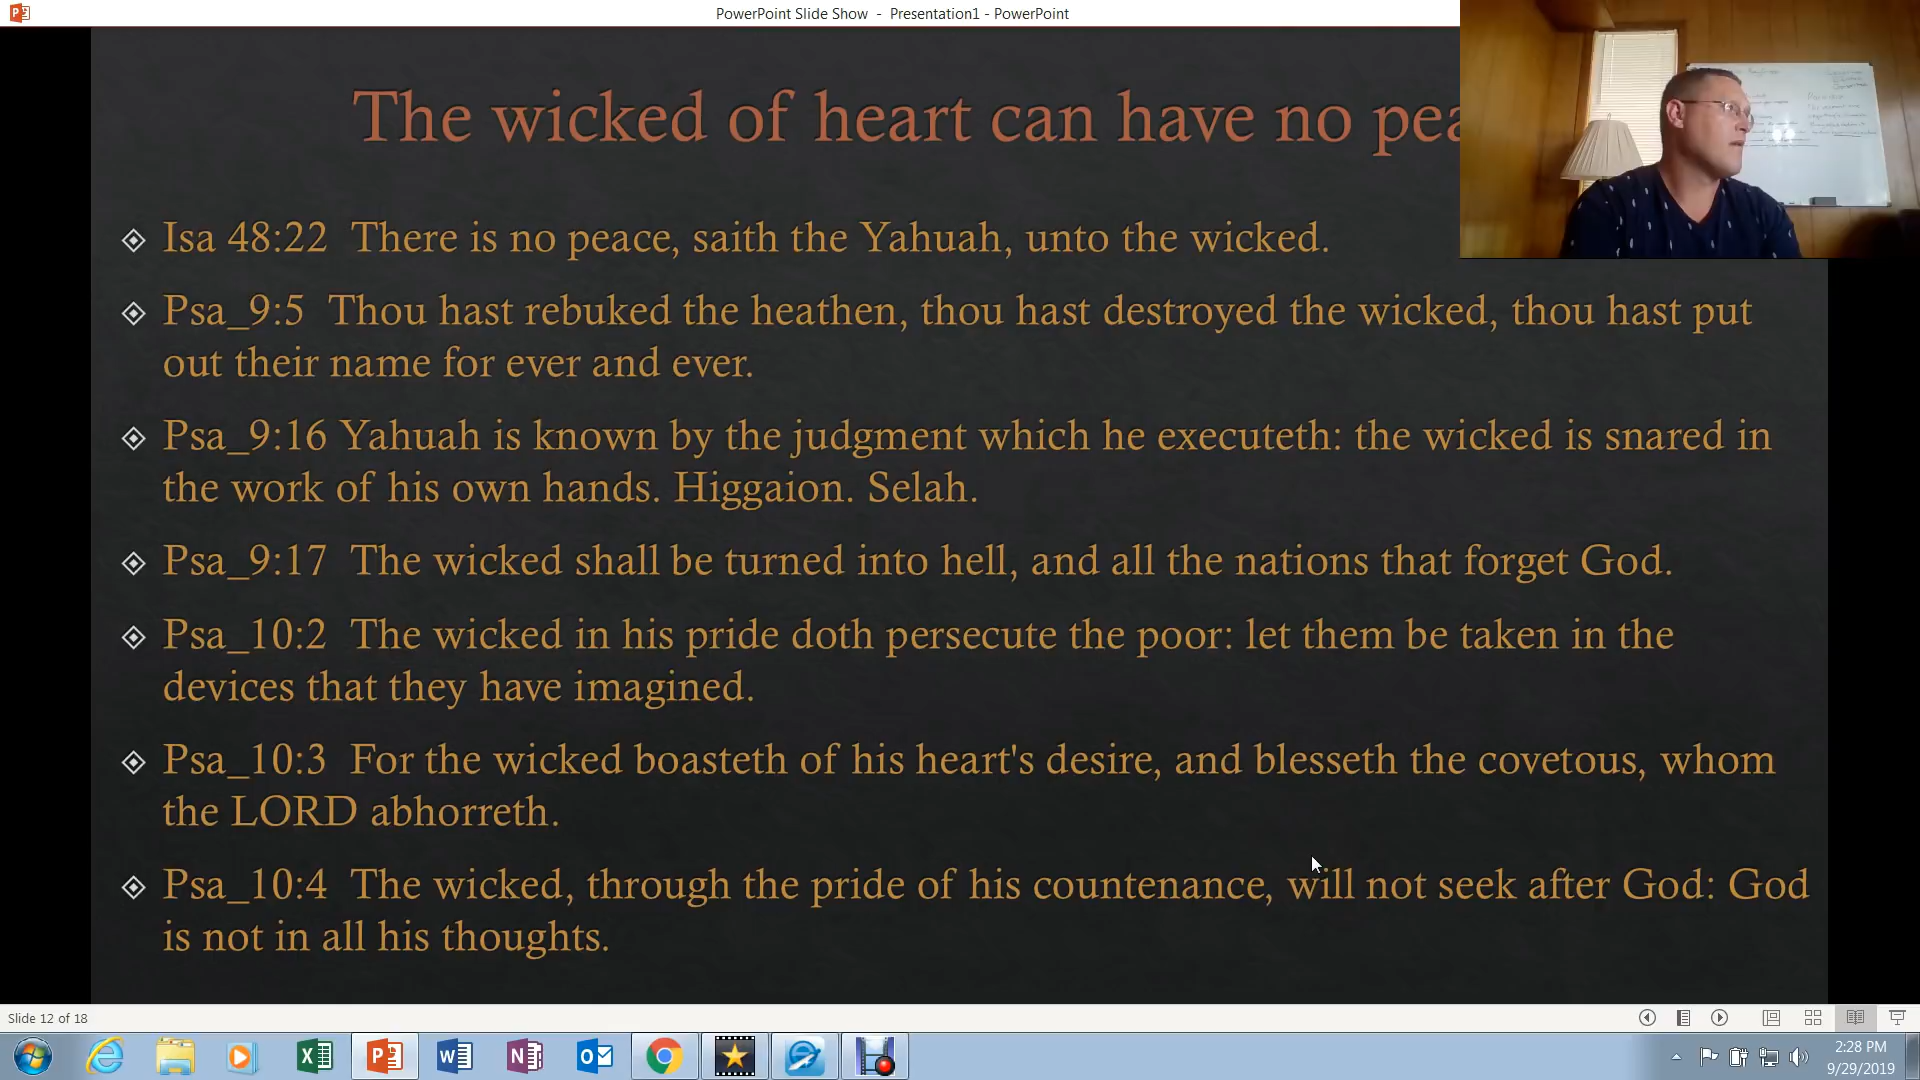 PowerPoint Slide Show - Presentation1 - PowerPoint
The wicked of heart can have no
Isa 48:22 There is no peace, saith the Yahuah, unto the wicked.
Psa_9:5 Thou hast rebuked the heathen, thou hast destroyed the wicked, thou hast put
out their name for ever and ever.
Psa_9:16 Yahuah is known by the judgment which he executeth: the wicked is snared in
the work of his own hands. Higgaion. Selah.
Psa_9:17 The wicked shall be turned into hell, and all the nations that forget God.
Psa_10:2 The wicked in his pride doth persecute the poor: let them be taken in the
devices that they have imagined.
Psa_10:3 For the wicked boasteth of his heart's desire, and blesseth the covetous, whom
the LORD abhorreth.
Psa_10:4 The wicked, through the pride of his countenance, will not seek after God: God
is not in all his thoughts.
Slide 12 of 18
2:28 PM
9/29/2019